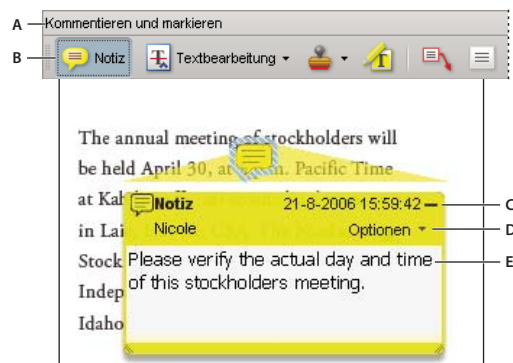 A Kommentieren und markieren
B Notiz Textbearbeitung T
The annual meeting of stockholders will
be held April 30, at Pacific Time
at
Notiz 21-8-2006 15:59:42 C
in
Nicole Optionen D
Stock
Please verify the actual day and time E
Indep
of this stockholders meeting.
Idaho